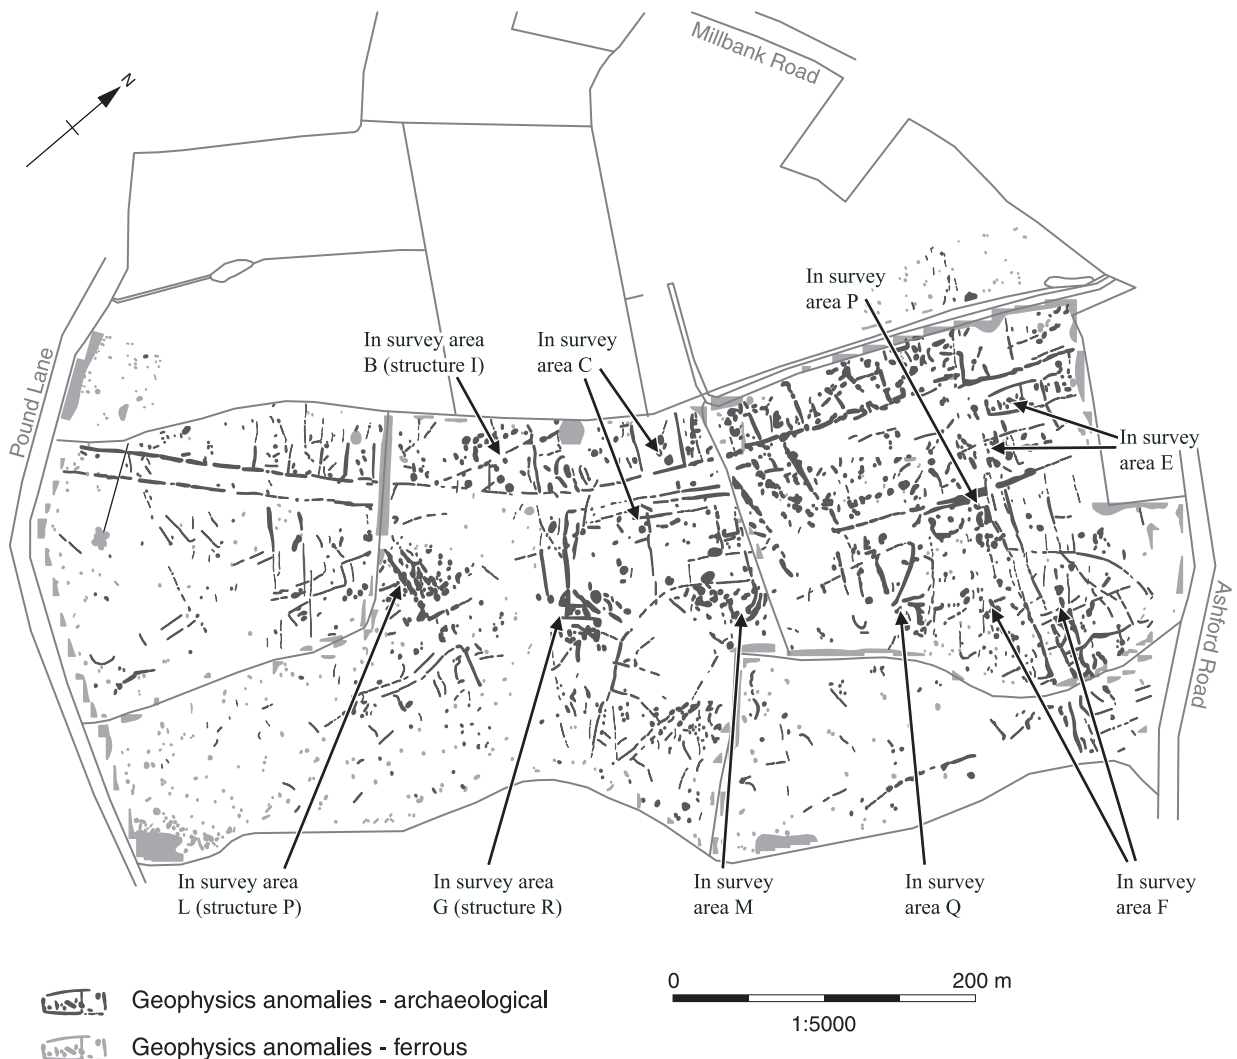 Millbank Road
N
In survey
area P
In survey area
B (structure I)
In survey
area C
Pound Lane
In survey
area E
Ashford Road
In survey area
L (structure P)
In survey area
G (structure R)
In survey
area M
In survey
area Q
In survey
area F
0 200 m
Geophysics anomalies - archaeological
1:5000
Geophysics anomalies - ferrous